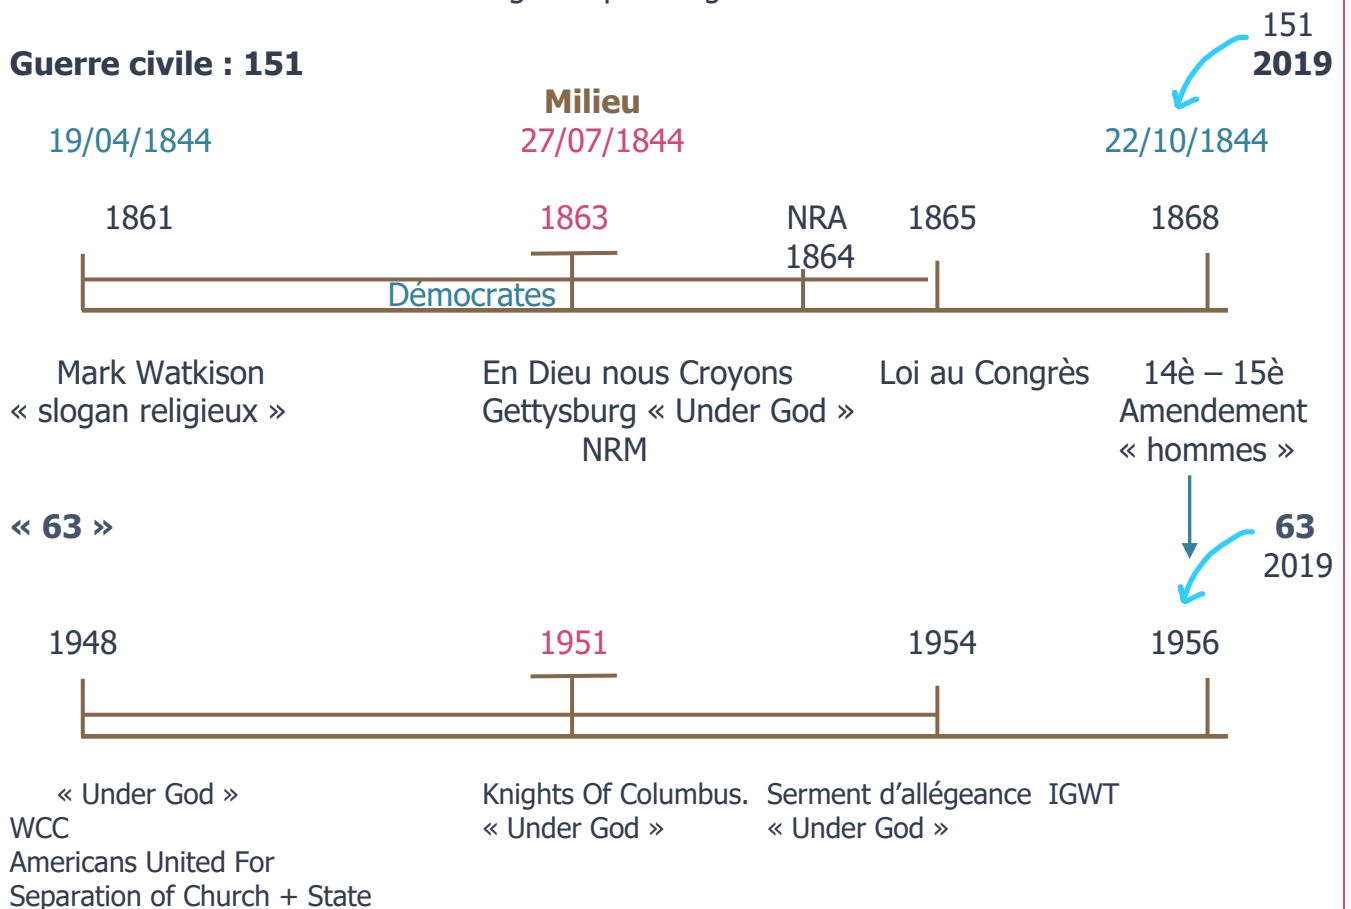 151
Guerre civile : 151
2019
Milieu
19/04/1844 27/07/1844 22/10/1844
1861 1863 NRA 1865 1868
1864
Démocrates
Mark Watkison En Dieu nous Croyons Loi au Congrès 14è – 15è
« slogan religieux » Gettysburg « Under God » Amendement
NRM « hommes »
« 63 » 63
2019
1948 1951 1954 1956
« Under God » Knights Of Columbus. Serment d’allégeance IGWT
WCC « Under God » « Under God »
Americans United For
Separation of Church + State